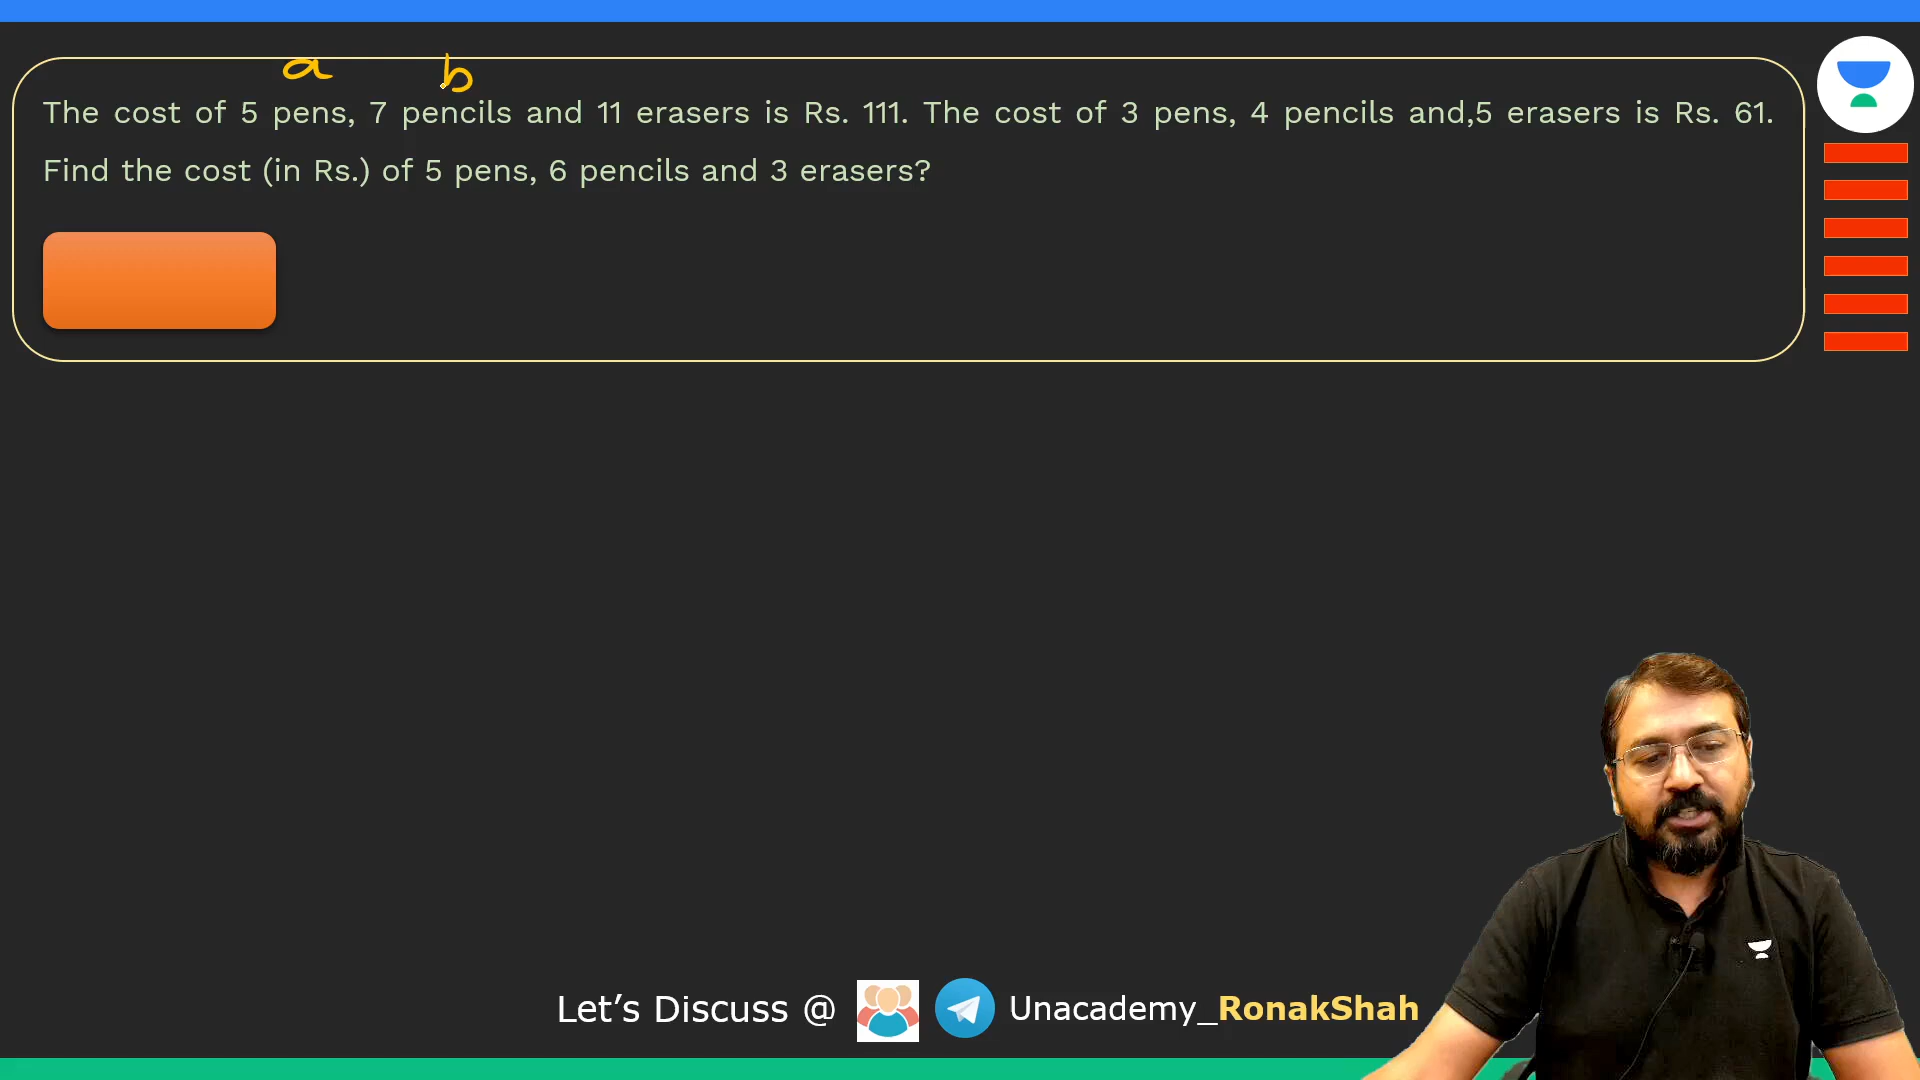 a b
The cost of 5 pens, 7 pencils and 11 erasers is Rs. 111. The cost of 3 pens, 4 pencils and,5 erasers is Rs. 61.
Find the cost (in Rs.) of 5 pens, 6 pencils and 3 erasers?
Let’s Discuss @ Unacademy_RonakShah